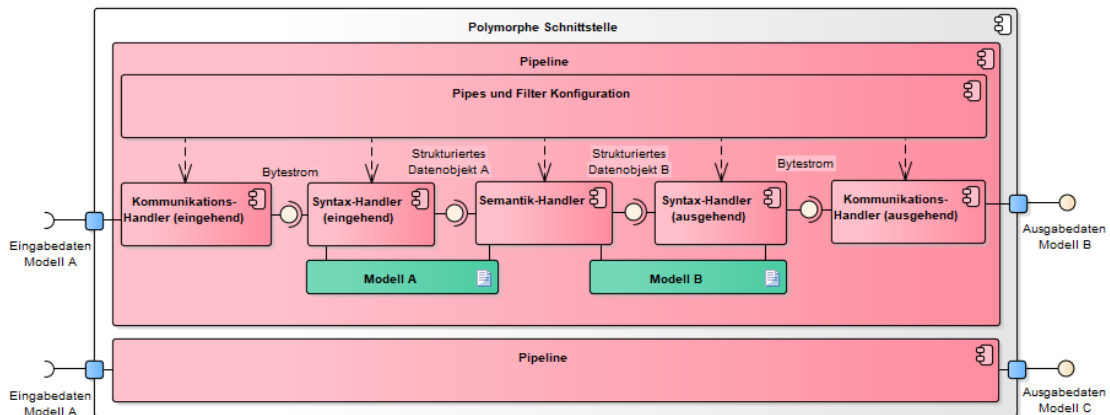 Polymorphe Schnittstelle
Pipeline
Pipes und Filter Konfiguration
Bytestrom
Strukturiertes
Datenobjekt A
Strukturiertes
Datenobjekt B
Bytestrom
Kommunikations-
Handler (eingehend)
Syntax-Handler
(eingehend)
Semantik-Handler
Syntax-Handler
(ausgehend)
Kommunikations-
Handler (ausgehend)
Eingabedaten
Modell A
Ausgabedaten
Modell B
Modell A
Modell B
Pipeline
Eingabedaten
Modell A
Ausgabedaten
Modell C